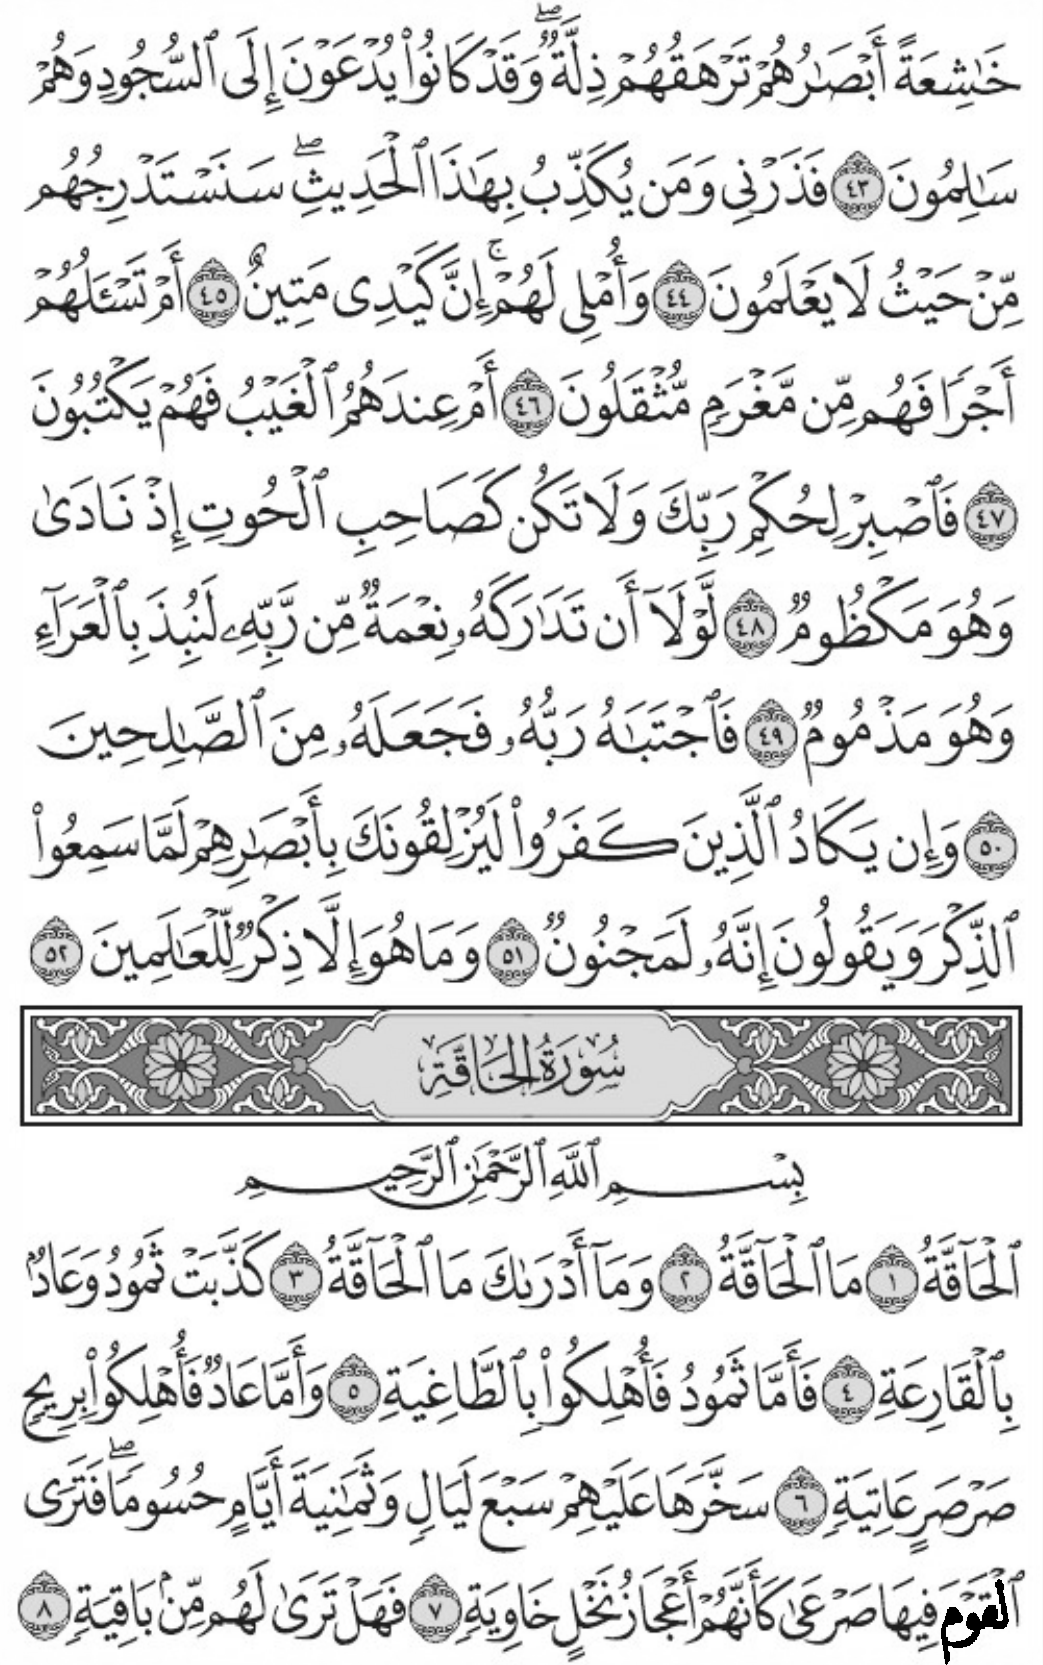 خَٰشِعَةً أَبْصَٰرُهُمْ تَرْهَقُهُمْ ذِلَّةٌ ۖ وَقَدْ كَانُوا۟ يُدْعَوْنَ إِلَى ٱلسُّجُودِ وَهُمْ
سَٰلِمُونَ ٤٣ فَذَرْنِى وَمَن يُكَذِّبُ بِهَٰذَا ٱلْحَدِيثِ ۖ سَنَسْتَدْرِجُهُم
مِّنْ حَيْثُ لَا يَعْلَمُونَ ٤٤ وَأُمْلِى لَهُمْ ۚ إِنَّ كَيْدِى مَتِينٌ ٤٥ أَمْ تَسْـَٔلُهُمْ
أَجْرًا فَهُم مِّن مَّغْرَمٍ مُّثْقَلُونَ ٤٦ أَمْ عِندَهُمُ ٱلْغَيْبُ فَهُمْ يَكْتُبُونَ
٤٧ فَٱصْبِرْ لِحُكْمِ رَبِّكَ وَلَا تَكُن كَصَاحِبِ ٱلْحُوتِ إِذْ نَادَىٰ
وَهُوَ مَكْظُومٌ ٤٨ لَّوْلَآ أَن تَدَٰرَكَهُۥ نِعْمَةٌ مِّن رَّبِّهِۦ لَنُبِذَ بِٱلْعَرَآءِ
وَهُوَ مَذْمُومٌ ٤٩ فَٱجْتَبَٰهُ رَبُّهُۥ فَجَعَلَهُۥ مِنَ ٱلصَّٰلِحِينَ
٥٠ وَإِن يَكَادُ ٱلَّذِينَ كَفَرُوا۟ لَيُزْلِقُونَكَ بِأَبْصَٰرِهِمْ لَمَّا سَمِعُوا۟
ٱلذِّكْرَ وَيَقُولُونَ إِنَّهُۥ لَمَجْنُونٌ ٥١ وَمَا هُوَ إِلَّا ذِكْرٌ لِّلْعَٰلَمِينَ ٥٢
سُورَةُ الحَاقَّةِ
بِسْمِ ٱللَّهِ ٱلرَّحْمَٰنِ ٱلرَّحِيمِ
ٱلْحَآقَّةُ ١ مَا ٱلْحَآقَّةُ ٢ وَمَآ أَدْرَىٰكَ مَا ٱلْحَآقَّةُ ٣ كَذَّبَتْ ثَمُودُ وَعَادٌۢ
بِٱلْقَارِعَةِ ٤ فَأَمَّا ثَمُودُ فَأُهْلِكُوا۟ بِٱلطَّاغِيَةِ ٥ وَأَمَّا عَادٌ فَأُهْلِكُوا۟ بِرِيحٍ
صَرْصَرٍ عَاتِيَةٍ ٦ سَخَّرَهَا عَلَيْهِمْ سَبْعَ لَيَالٍ وَثَمَٰنِيَةَ أَيَّامٍ حُسُومًا ۖ فَتَرَى
ٱلْقَوْمَ فِيهَا صَرْعَىٰ كَأَنَّهُمْ أَعْجَازُ نَخْلٍ خَاوِيَةٍ ٧ فَهَلْ تَرَىٰ لَهُم مِّنۢ بَاقِيَةٍ ٨